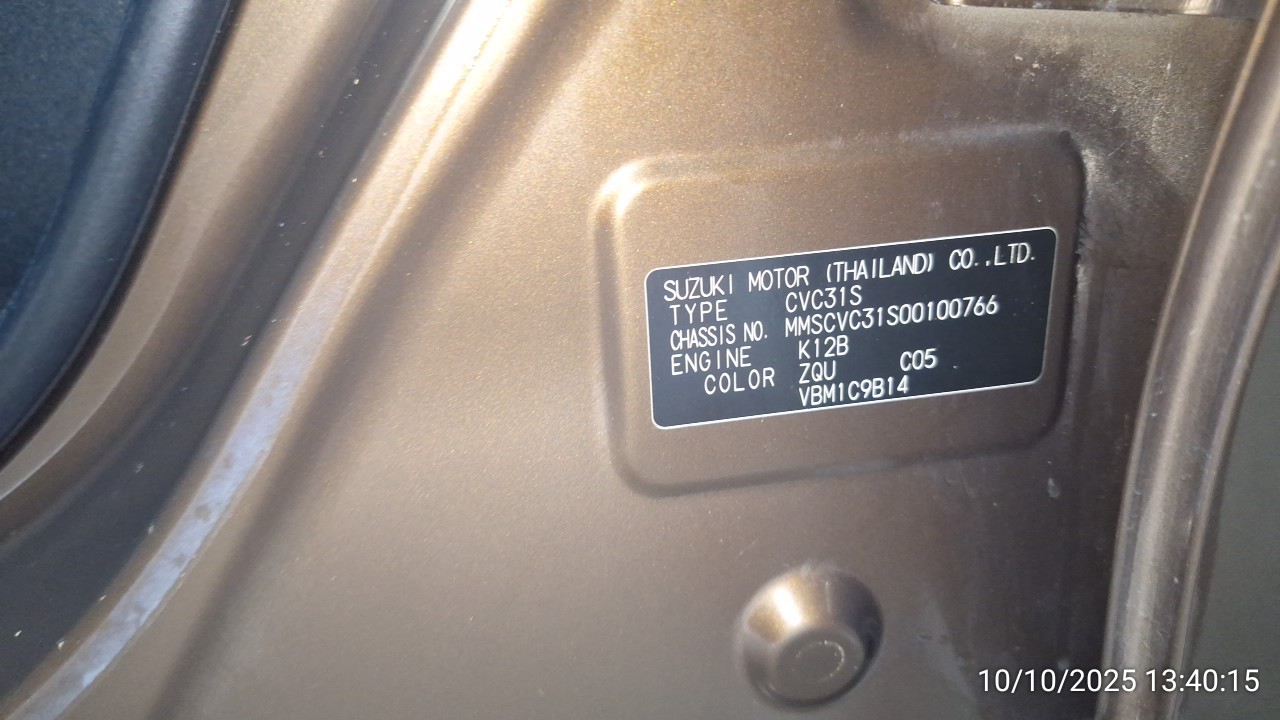 SUZUKI MOTOR (THAILAND) CO.,LTD.
TYPE CVC31S
CHASSIS NO. MMSCVC31S00100766
ENGINE K12B
COLOR ZQU C05
VBM1C9B14
10/10/2025 13:40:15